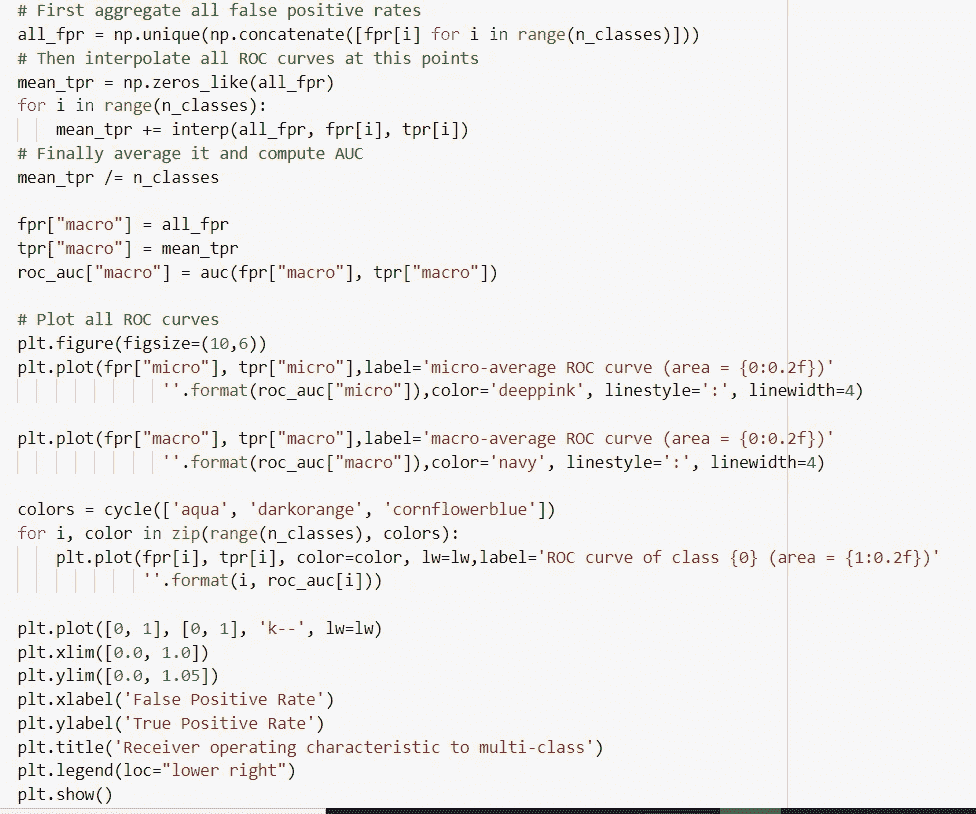 # First aggregate all false positive rates
all_fpr = np.unique(np.concatenate([fpr[i] for i in range(n_classes)]))
# Then interpolate all ROC curves at this points
mean_tpr = np.zeros_like(all_fpr)
for i in range(n_classes):
    mean_tpr += interp(all_fpr, fpr[i], tpr[i])
# Finally average it and compute AUC
mean_tpr /= n_classes

fpr["macro"] = all_fpr
tpr["macro"] = mean_tpr
roc_auc["macro"] = auc(fpr["macro"], tpr["macro"])

# Plot all ROC curves
plt.figure(figsize=(10,6))
plt.plot(fpr["micro"], tpr["micro"],label='micro-average ROC curve (area = {0:0.2f})'
               ''.format(roc_auc["micro"]),color='deeppink', linestyle=':', linewidth=4)

plt.plot(fpr["macro"], tpr["macro"],label='macro-average ROC curve (area = {0:0.2f})'
               ''.format(roc_auc["macro"]),color='navy', linestyle=':', linewidth=4)

colors = cycle(['aqua', 'darkorange', 'cornflowerblue'])
for i, color in zip(range(n_classes), colors):
    plt.plot(fpr[i], tpr[i], color=color, lw=lw,label='ROC curve of class {0} (area = {1:0.2f})'
             ''.format(i, roc_auc[i]))

plt.plot([0, 1], [0, 1], 'k--', lw=lw)
plt.xlim([0.0, 1.0])
plt.ylim([0.0, 1.05])
plt.xlabel('False Positive Rate')
plt.ylabel('True Positive Rate')
plt.title('Receiver operating characteristic to multi-class')
plt.legend(loc="lower right")
plt.show()